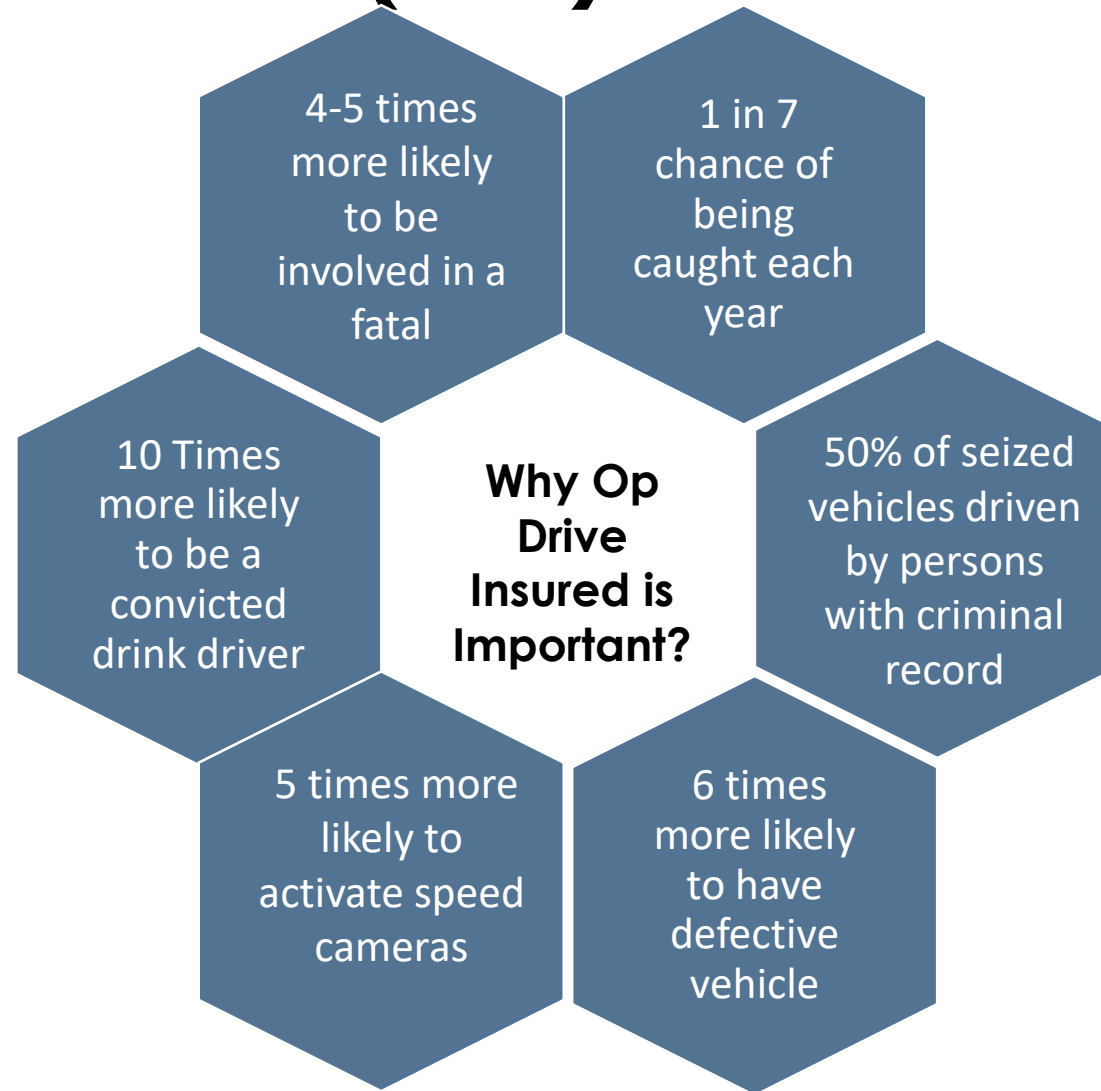 4-5 times
more likely
to be
involved in a
fatal
1 in 7
chance of
being
caught each
year
10 Times
more likely
to be a
convicted
drink driver
Why Op
Drive
Insured is
Important?
50% of seized
vehicles driven
by persons
with criminal
record
5 times more
likely to
activate speed
cameras
6 times
more likely
to have
defective
vehicle